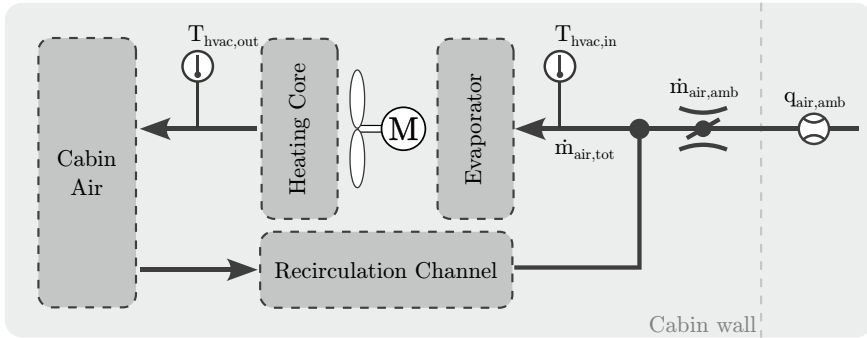 T_hvac,out
T_hvac,in
ṁ_air,amb
q_air,amb
Cabin
Air
Heating Core
M
Evaporator
ṁ_air,tot
Recirculation Channel
Cabin wall